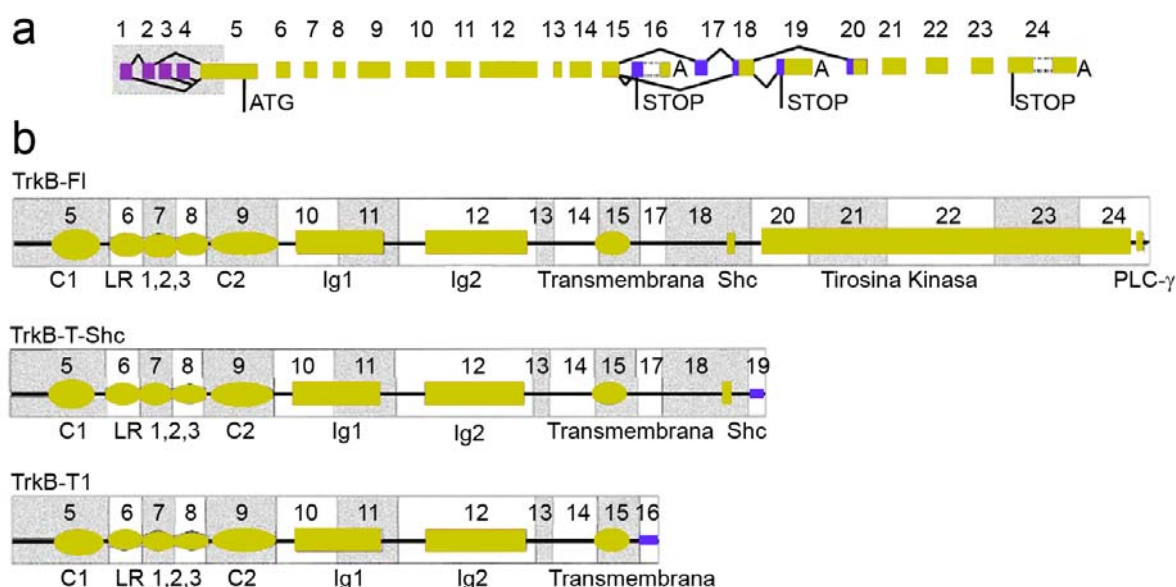 a
1 2 3 4 5 6 7 8 9 10 11 12 13 14 15 16 17 18 19 20 21 22 23 24
A A A
ATG STOP STOP STOP
b
TrkB-Fl
5 6 7 8 9 10 11 12 13 14 15 17 18 20 21 22 23 24
C1 LR 1,2,3 C2 Ig1 Ig2 Transmembrana Shc Tirosina Kinasa PLC-γ
TrkB-T-Shc
5 6 7 8 9 10 11 12 13 14 15 17 18 19
C1 LR 1,2,3 C2 Ig1 Ig2 Transmembrana Shc
TrkB-T1
5 6 7 8 9 10 11 12 13 14 15 16
C1 LR 1,2,3 C2 Ig1 Ig2 Transmembrana